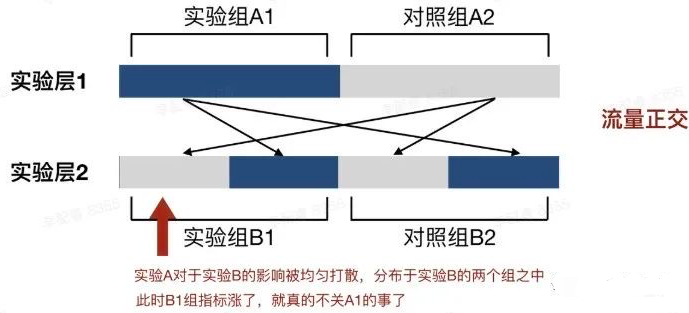 实验组A1
对照组A2
实验层1
流量正交
实验层2
实验组B1
对照组B2
实验A对于实验B的影响被均匀打散，分布于实验B的两个组之中
此时B1组指标涨了，就真的不关A1的事了